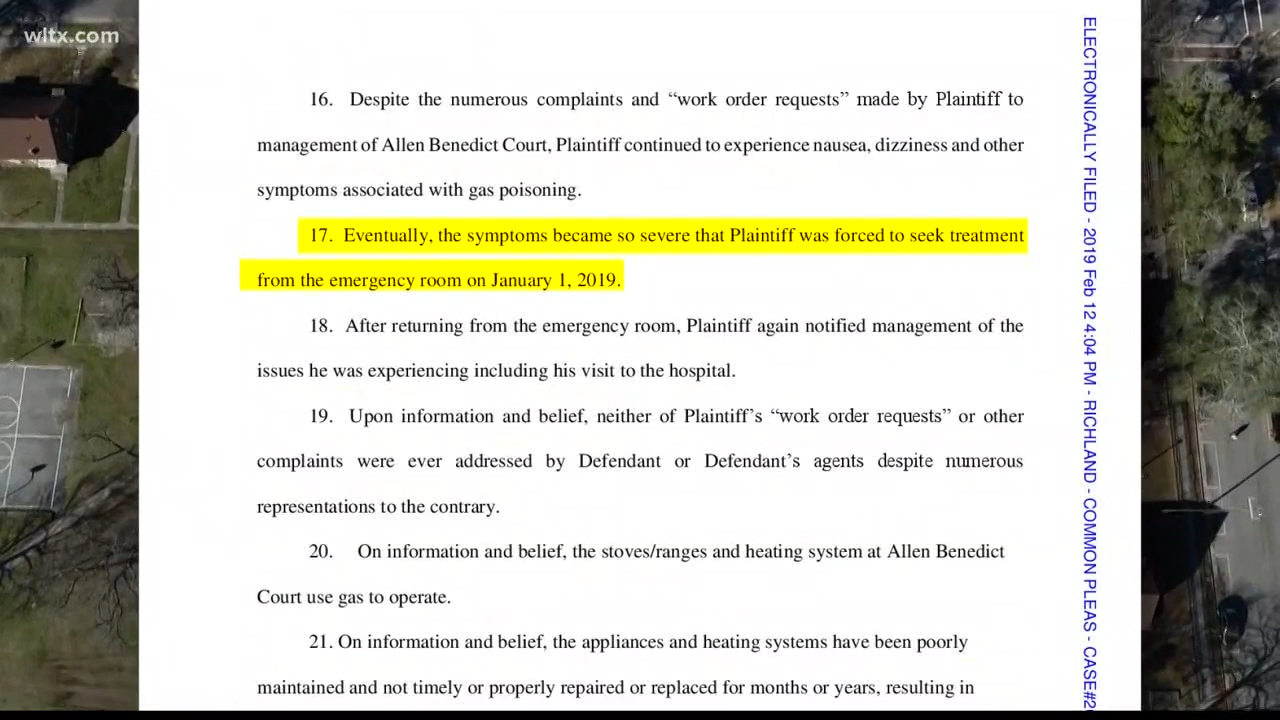 wltx.com
16. Despite the numerous complaints and “work order requests” made by Plaintiff to
management of Allen Benedict Court, Plaintiff continued to experience nausea, dizziness and other
symptoms associated with gas poisoning.
17. Eventually, the symptoms became so severe that Plaintiff was forced to seek treatment
from the emergency room on January 1, 2019.
18. After returning from the emergency room, Plaintiff again notified management of the
issues he was experiencing including his visit to the hospital.
19. Upon information and belief, neither of Plaintiff’s “work order requests” or other
complaints were ever addressed by Defendant or Defendant’s agents despite numerous
representations to the contrary.
20. On information and belief, the stoves/ranges and heating system at Allen Benedict
Court use gas to operate.
21. On information and belief, the appliances and heating systems have been poorly
maintained and not timely or properly repaired or replaced for months or years, resulting in
ELECTRONICALLY FILED - 2019 Feb 12 4:04 PM - RICHLAND - COMMON PLEAS - CASE#2